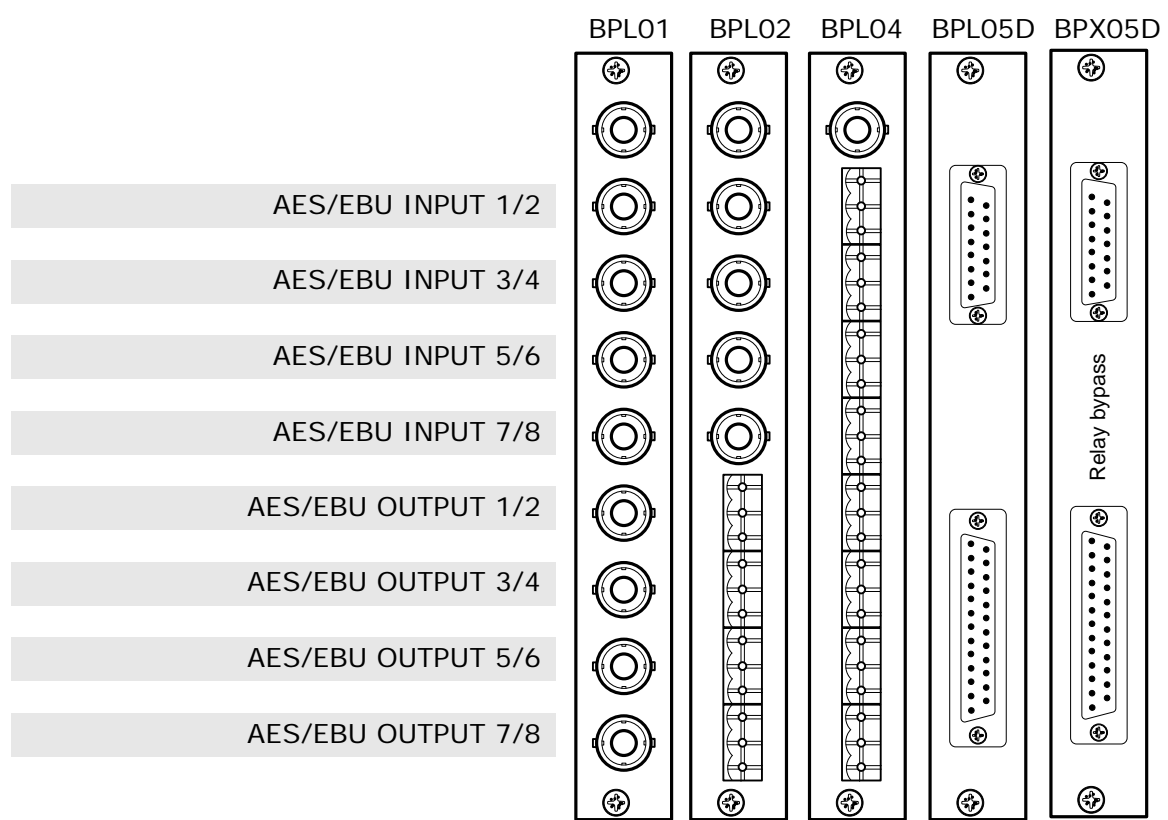 BPL01 BPL02 BPL04 BPL05D BPX05D
AES/EBU INPUT 1/2
AES/EBU INPUT 3/4
AES/EBU INPUT 5/6
AES/EBU INPUT 7/8
Relay bypass
AES/EBU OUTPUT 1/2
AES/EBU OUTPUT 3/4
AES/EBU OUTPUT 5/6
AES/EBU OUTPUT 7/8